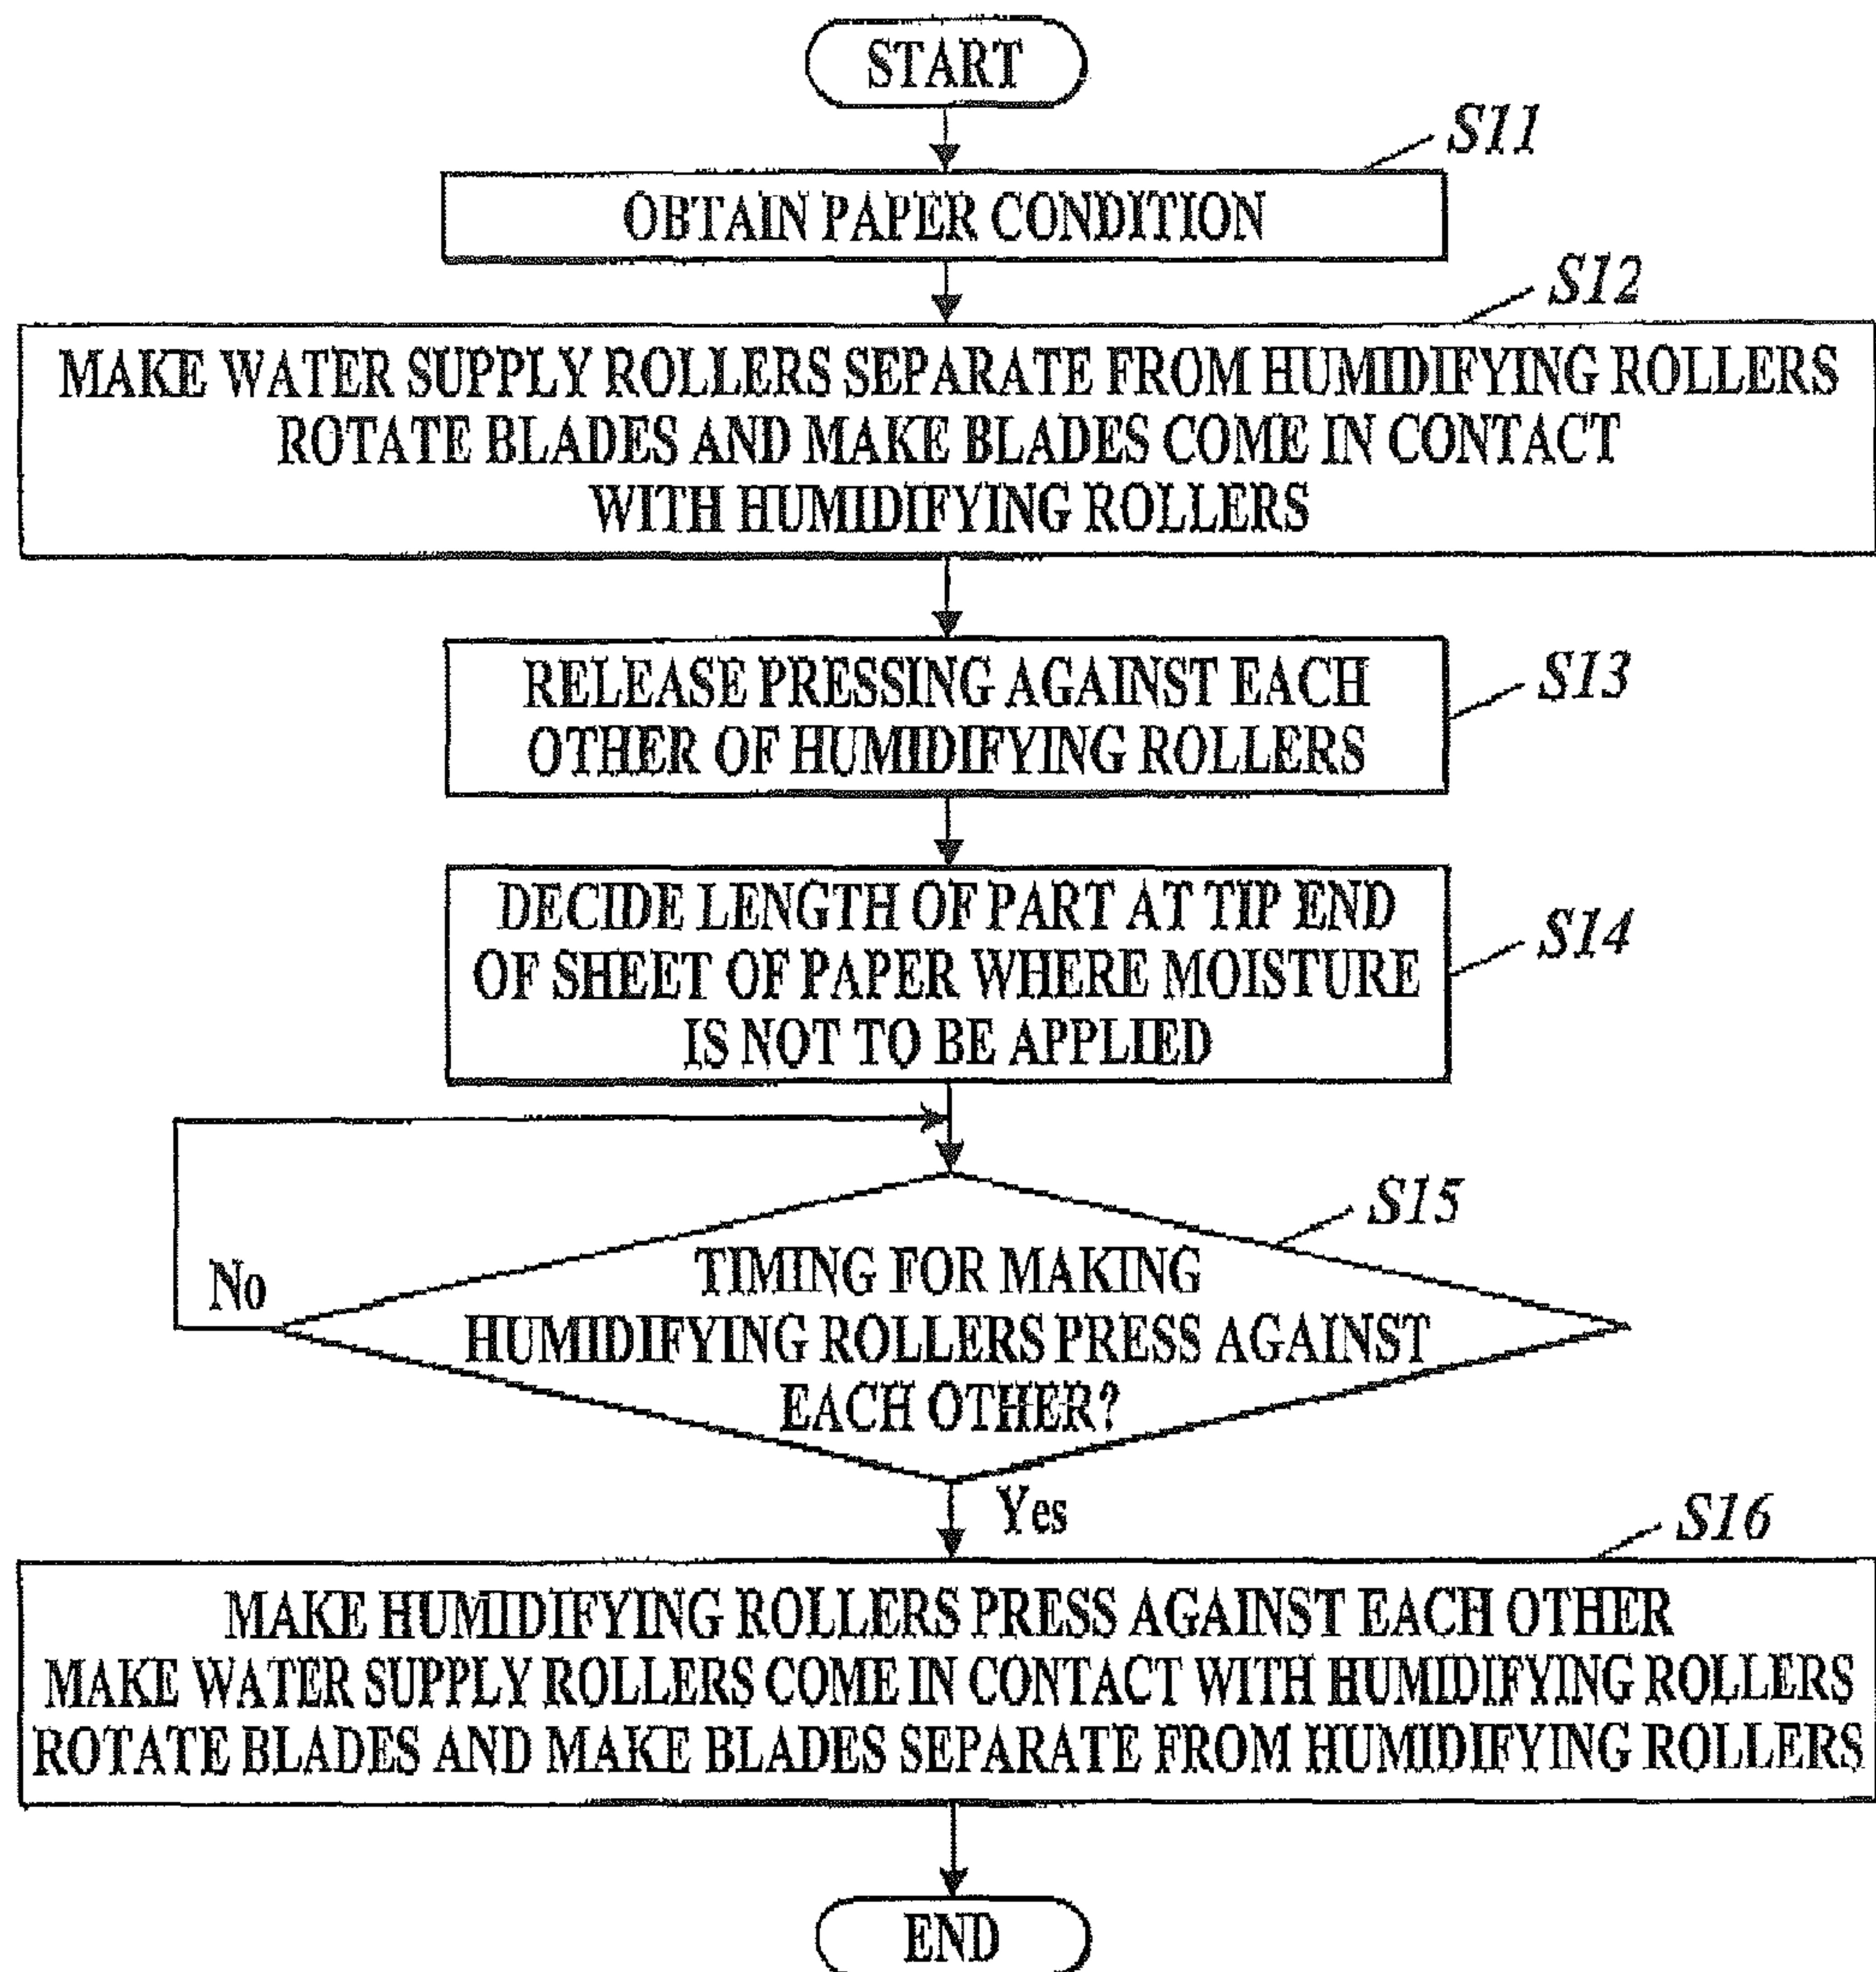 START
S11
OBTAIN PAPER CONDITION
S12
MAKE WATER SUPPLY ROLLERS SEPARATE FROM HUMIDIFYING ROLLERS
ROTATE BLADES AND MAKE BLADES COME IN CONTACT
WITH HUMIDIFYING ROLLERS
RELEASE PRESSING AGAINST EACH
OTHER OF HUMIDIFYING ROLLERS
S13
DECIDE LENGTH OF PART AT TIP END
OF SHEET OF PAPER WHERE MOISTURE
IS NOT TO BE APPLIED
S14
S15
No
TIMING FOR MAKING
HUMIDIFYING ROLLERS PRESS AGAINST
EACH OTHER?
Yes
S16
MAKE HUMIDIFYING ROLLERS PRESS AGAINST EACH OTHER
MAKE WATER SUPPLY ROLLERS COME IN CONTACT WITH HUMIDIFYING ROLLERS
ROTATE BLADES AND MAKE BLADES SEPARATE FROM HUMIDIFYING ROLLERS
END